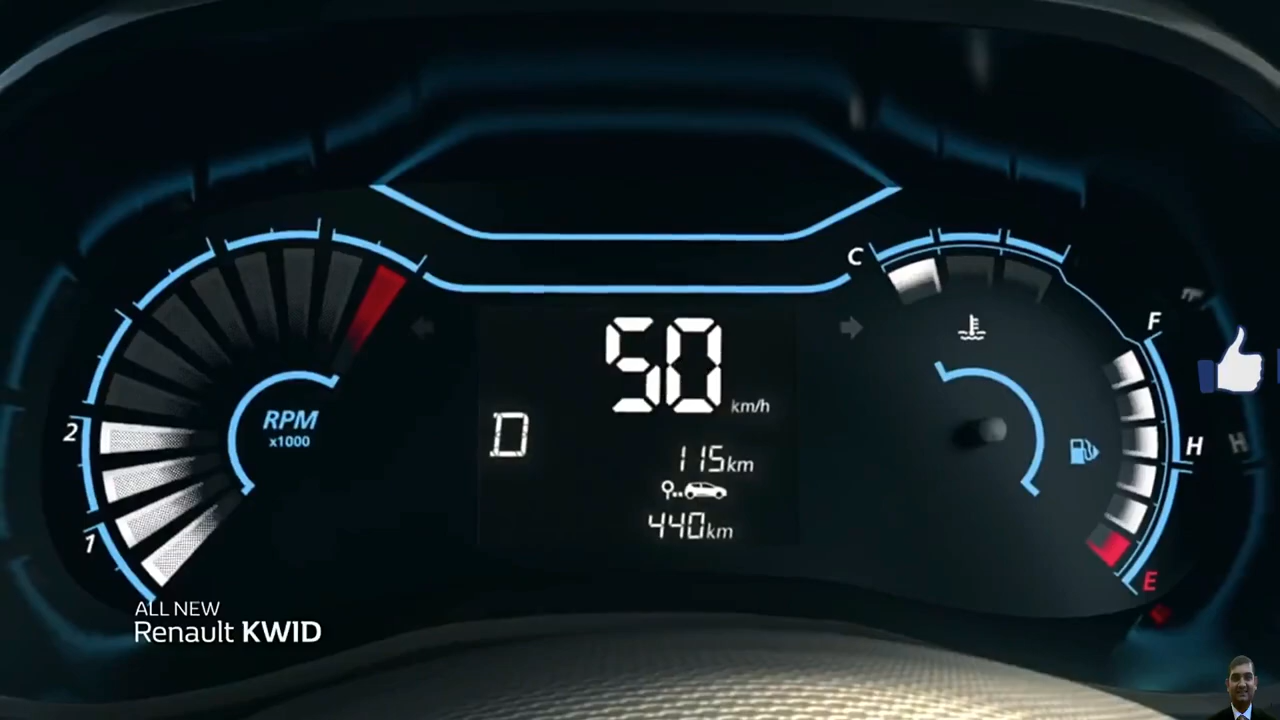 C
F
50
km/h
2
RPM
x1000
D
H
H
115km
440km
1
E
ALL NEW
Renault KWID